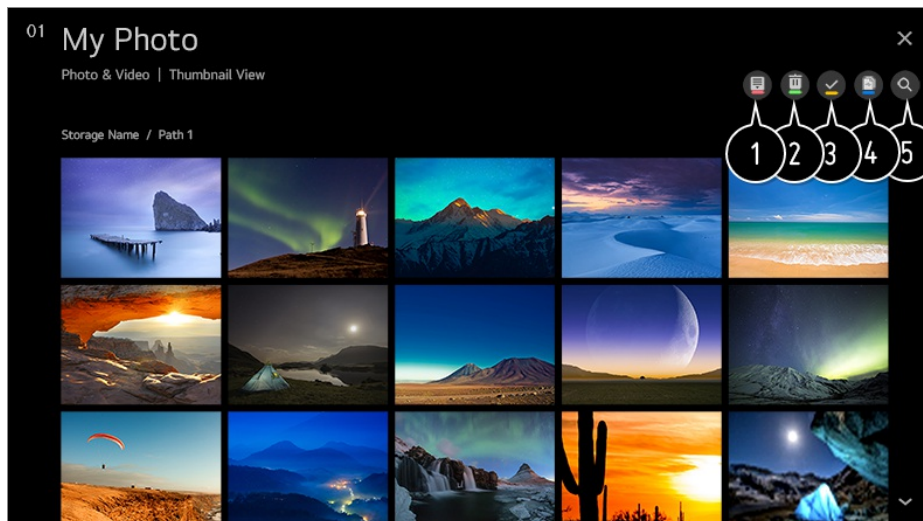 01
My Photo
Photo & Video | Thumbnail View
Storage Name / Path 1
1 2 3 4 5